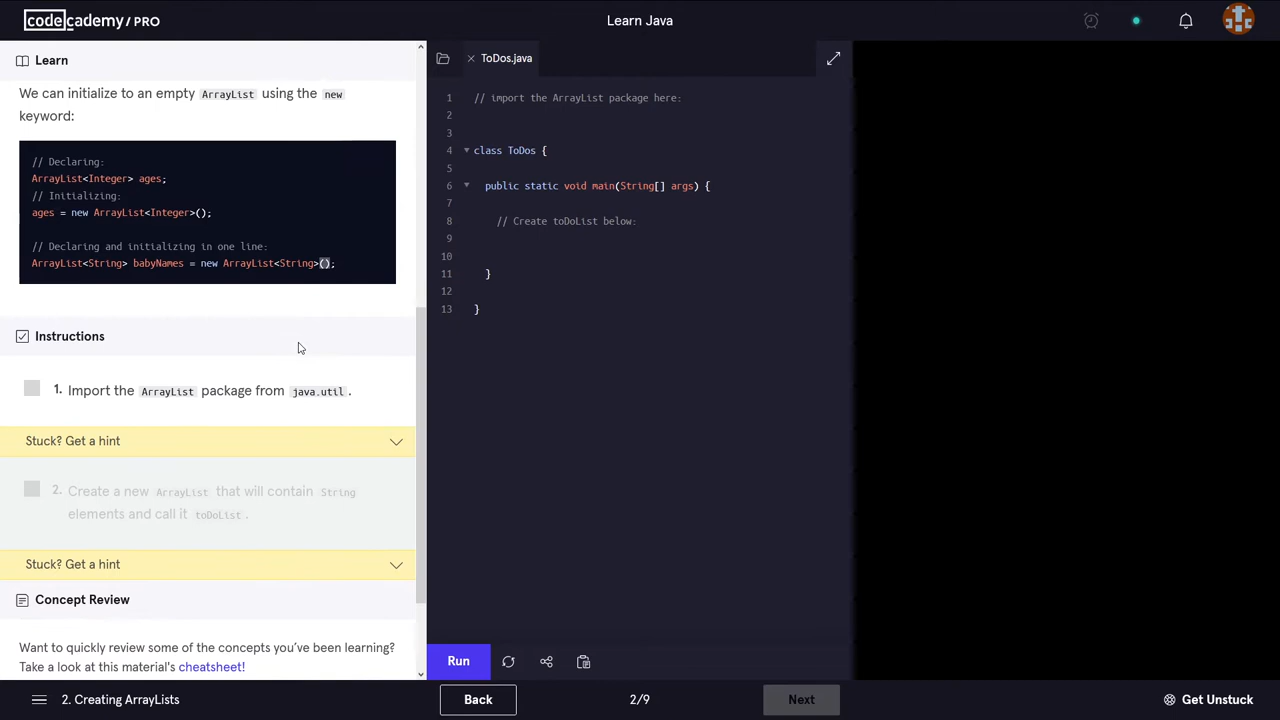 codecademy / PRO
Learn Java
Learn
We can initialize to an empty ArrayList using the new
keyword:
// Declaring:
ArrayList<Integer> ages;
// Initializing:
ages = new ArrayList<Integer>();
// Declaring and initializing in one line:
ArrayList<String> babyNames = new ArrayList<String>();
Instructions
1. Import the ArrayList package from java.util.
Stuck? Get a hint
2. Create a new ArrayList that will contain String
elements and call it toDoList.
Stuck? Get a hint
Concept Review
Want to quickly review some of the concepts you've been learning?
Take a look at this material's cheatsheet!
ToDos.java
1 // import the ArrayList package here:
2
3
4 class ToDos {
5
6 public static void main(String[] args) {
7
8 // Create toDoList below:
9
10
11 }
12
13 }
Run
2. Creating ArrayLists
Back
2/9
Next
Get Unstuck